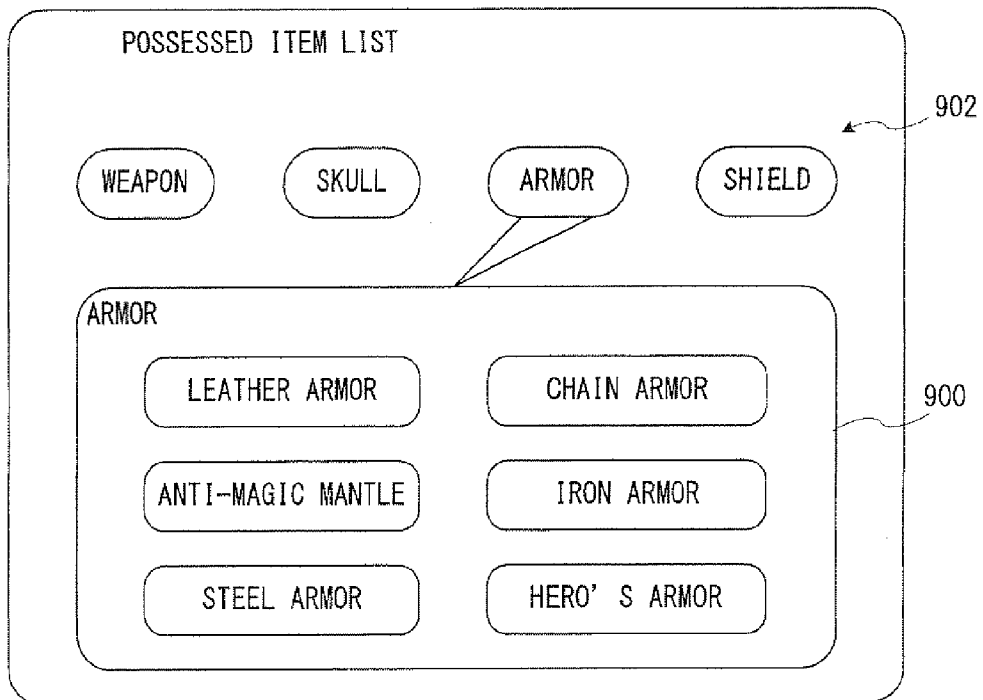 POSSESSED ITEM LIST
902
WEAPON SKULL ARMOR SHIELD
ARMOR
LEATHER ARMOR CHAIN ARMOR
900
ANTI-MAGIC MANTLE IRON ARMOR
STEEL ARMOR HERO' S ARMOR